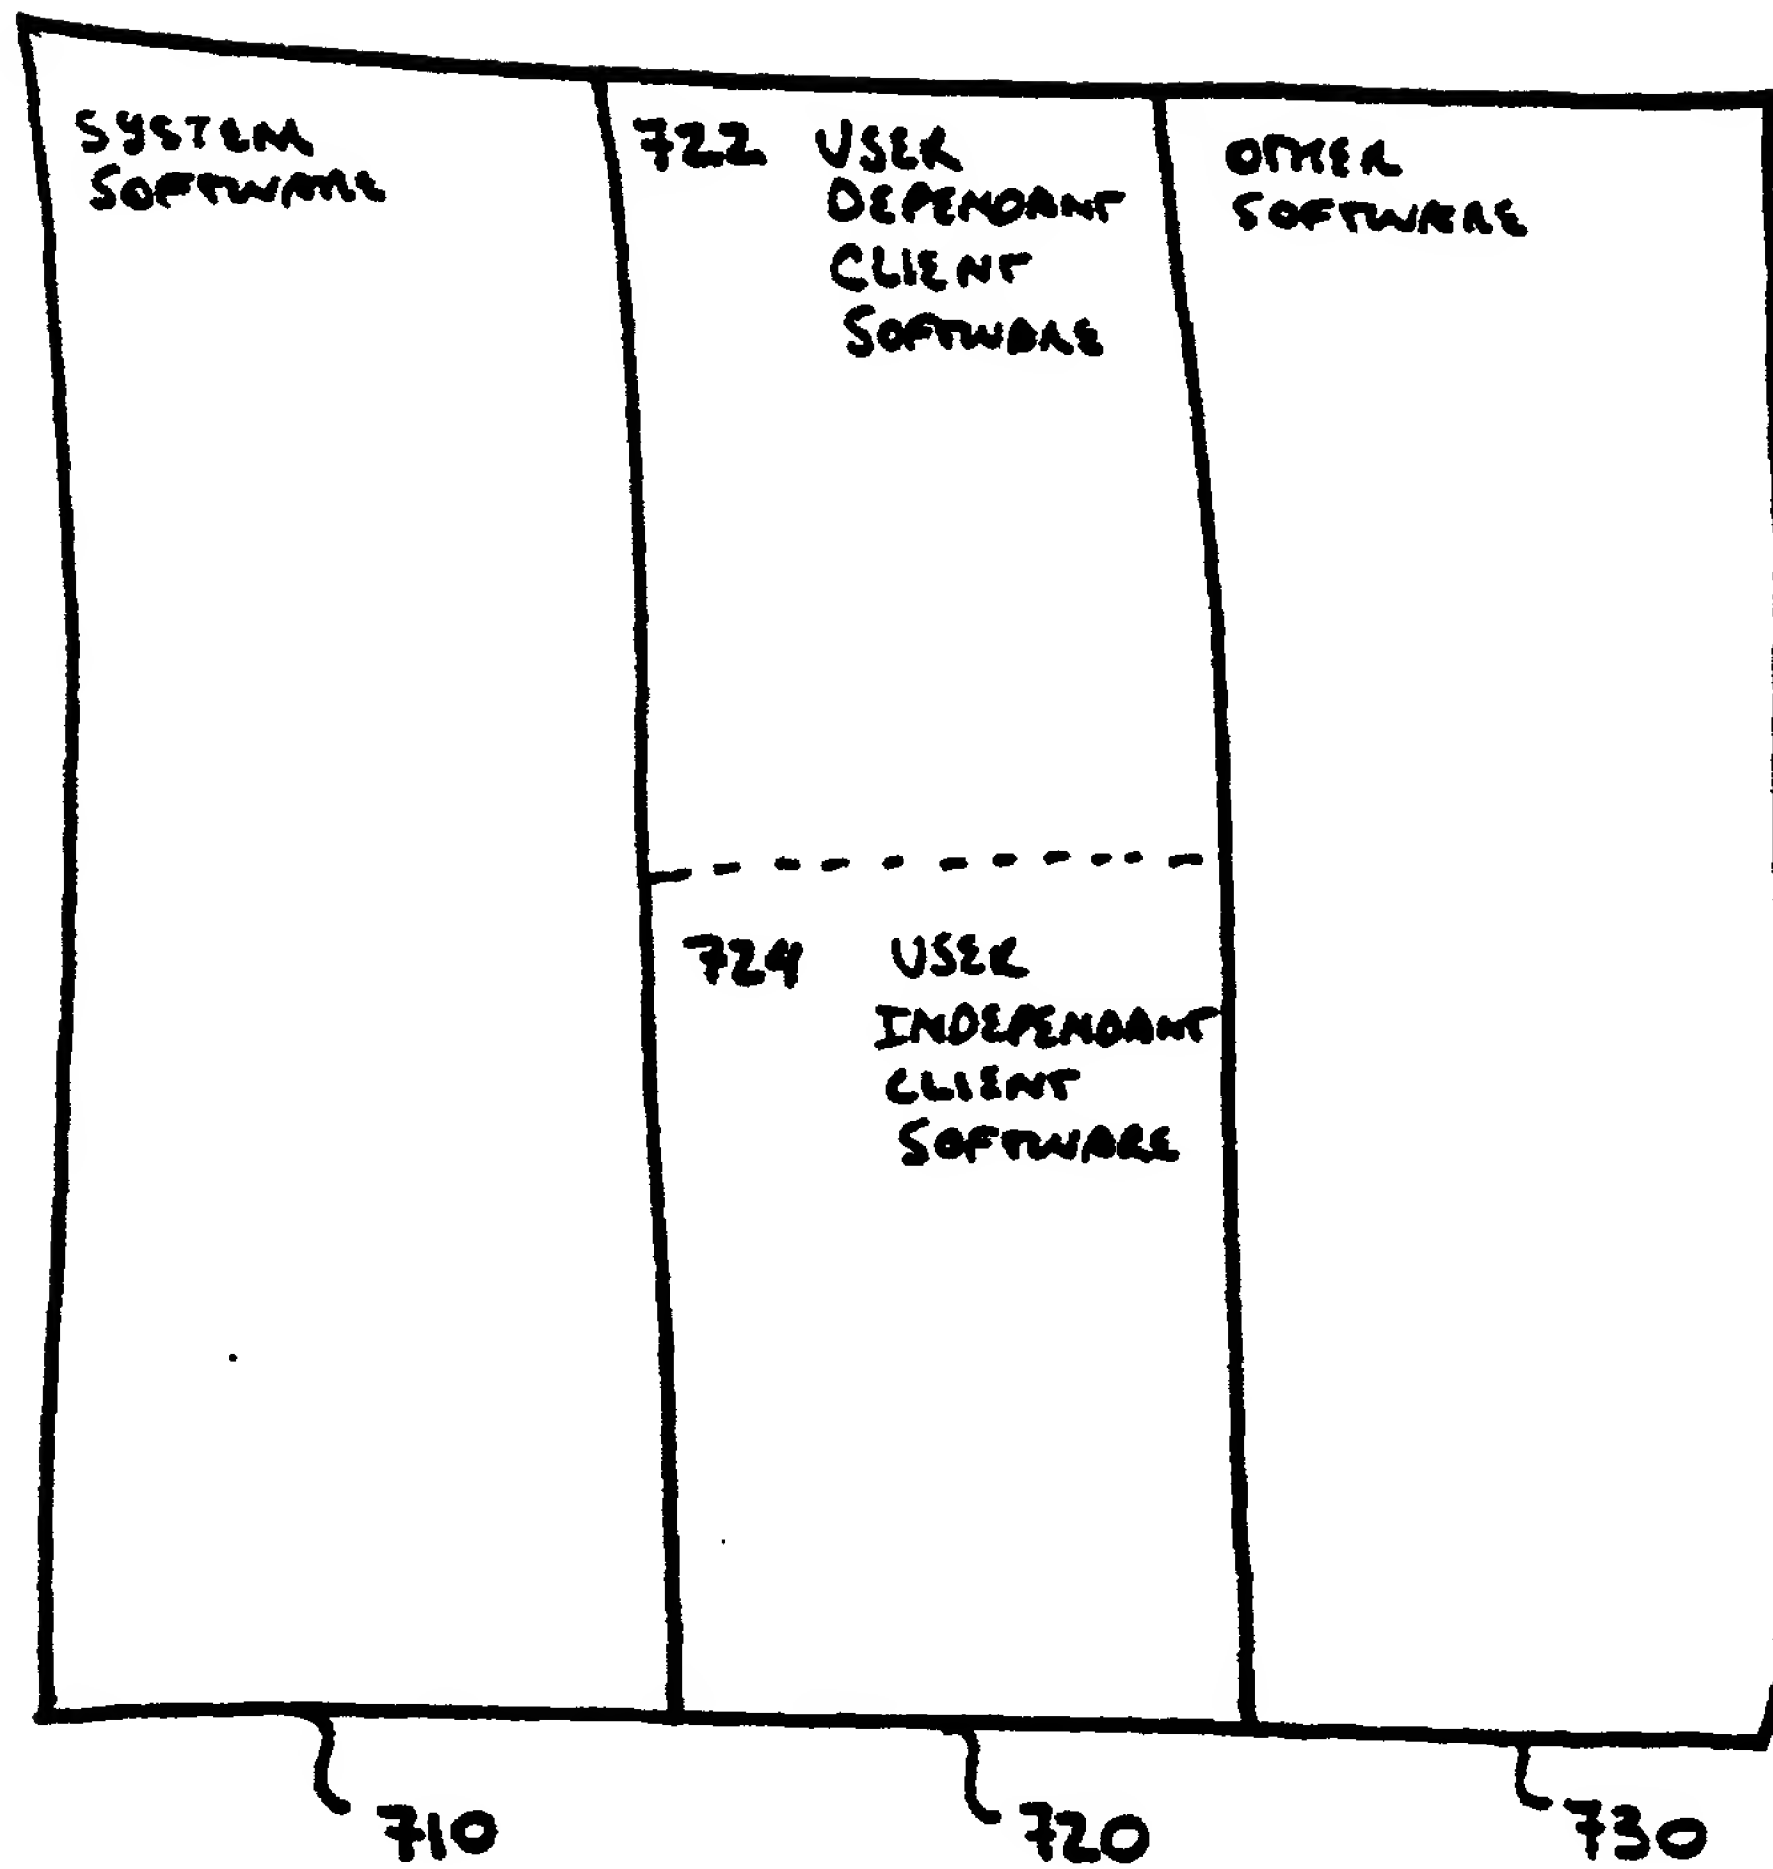 SYSTEM
SOFTWARE
722 USER
DEPENDANT
CLIENT
SOFTWARE
724 USER
INDEPENDANT
CLIENT
SOFTWARE
OTHER
SOFTWARE
710
720
730